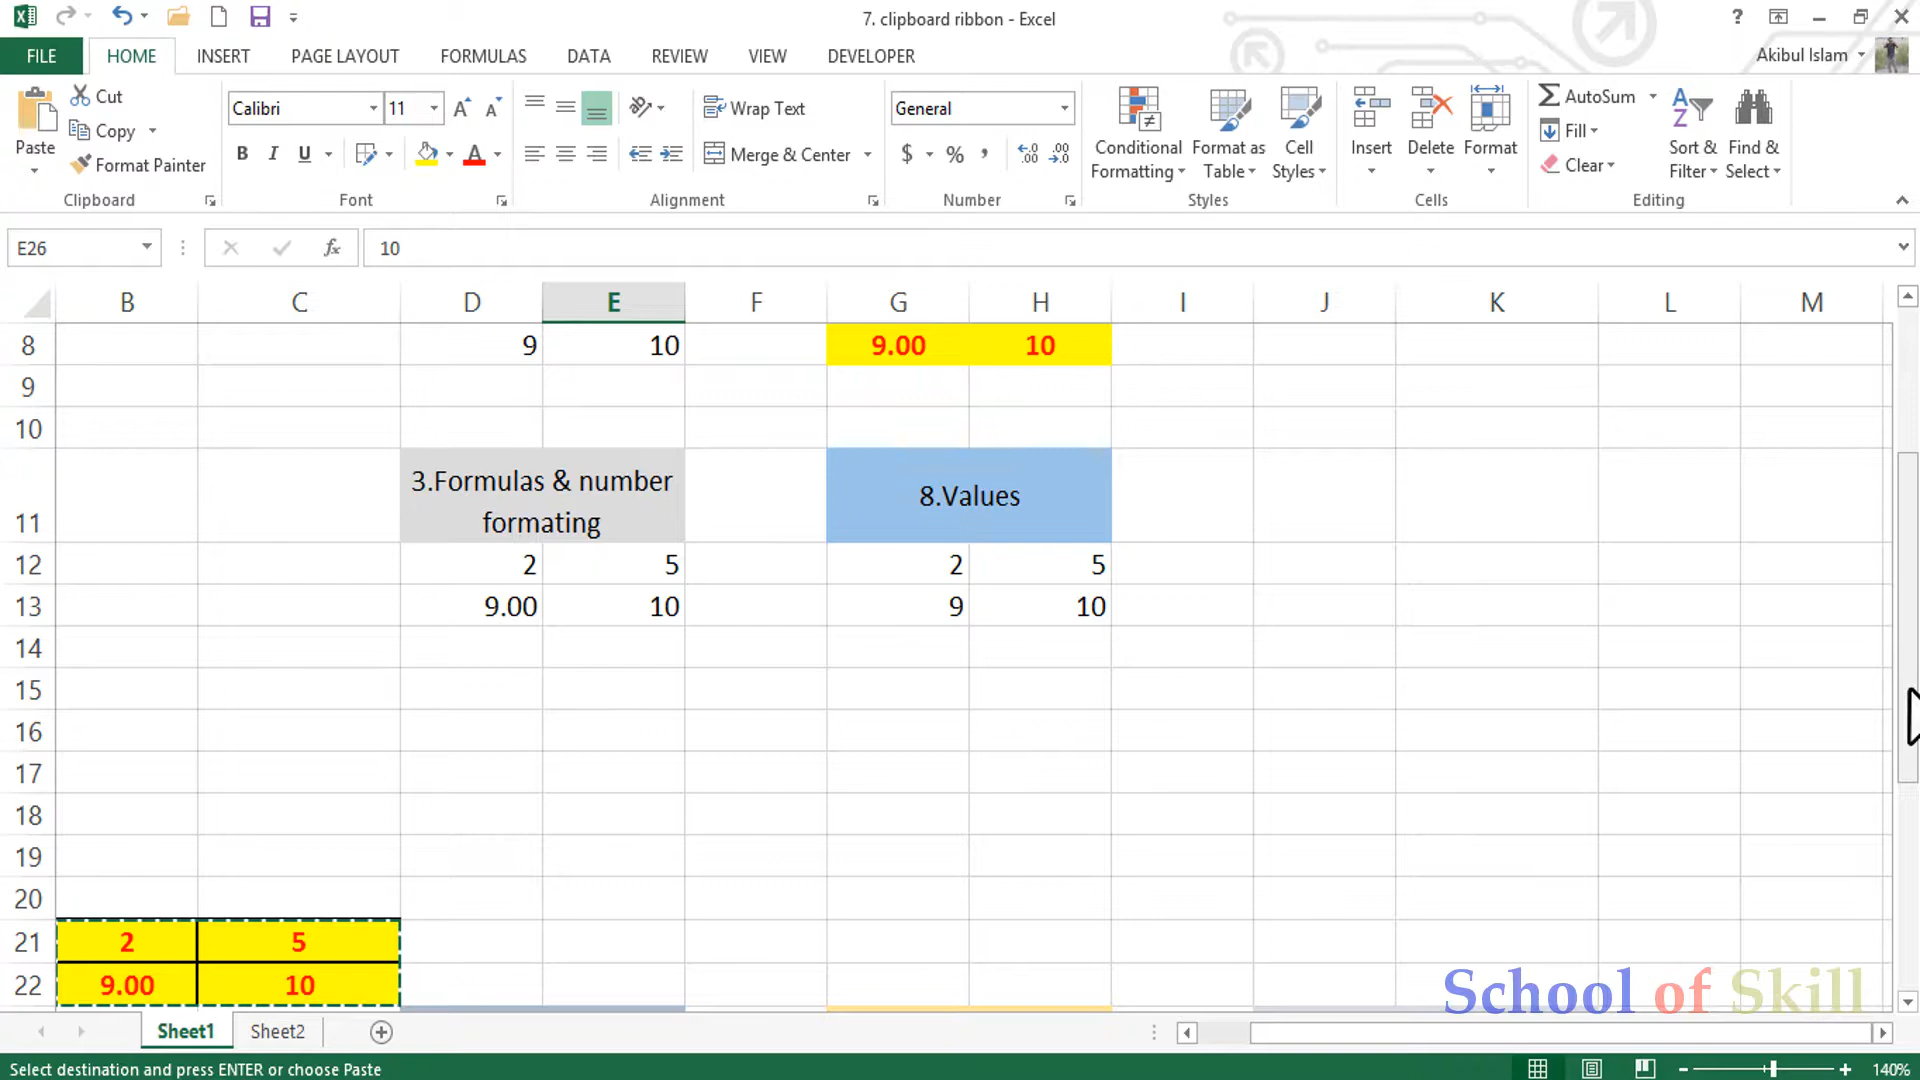 7. clipboard ribbon - Excel
?
FILE HOME INSERT PAGE LAYOUT FORMULAS DATA REVIEW VIEW DEVELOPER
Akibul Islam
Paste
Cut
Copy
Format Painter
Clipboard
Calibri 11
B I U A
Font
Wrap Text
Merge & Center
Alignment
General
$ % ,
Number
Conditional Formatting
Format as Table
Cell Styles
Styles
Insert Delete Format
Cells
AutoSum
Fill
Clear
Sort & Filter
Find & Select
Editing
E26 fx 10
B C D E F G H I J K L M
8 9 10 9.00 10
9
10
11 3.Formulas & number formating 8.Values
12 2 5 2 5
13 9.00 10 9 10
14
15
16
17
18
19
20
21 2 5
22 9.00 10
School of Skill
Sheet1 Sheet2
Select destination and press ENTER or choose Paste
140%